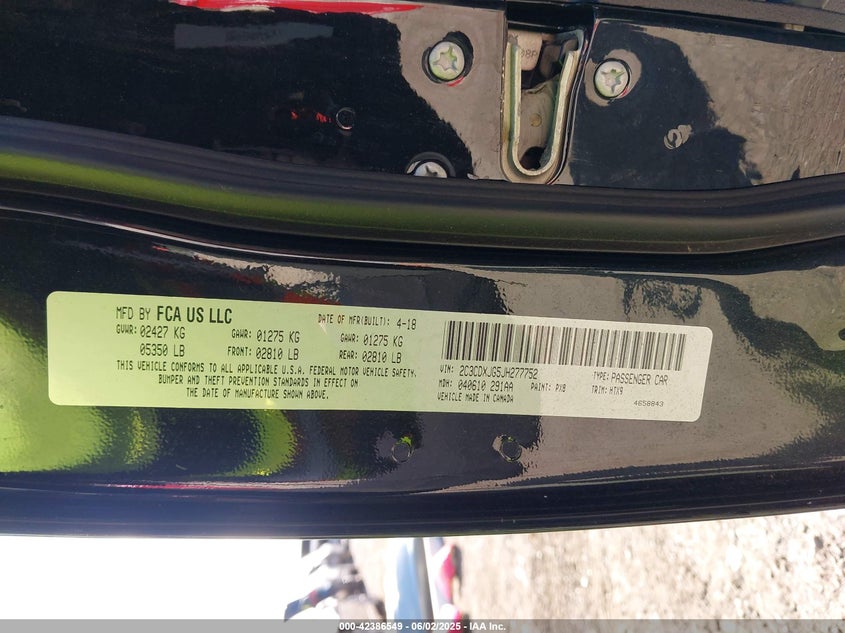 MFD BY FCA US LLC
DATE OF MFR(BUILT): 4-18
GVWR: 02427 KG GAWR: 01275 KG GAWR: 01275 KG
05350 LB FRONT: 02810 LB REAR: 02810 LB
THIS VEHICLE CONFORMS TO ALL APPLICABLE U.S.A. FEDERAL MOTOR VEHICLE SAFETY,
BUMPER AND THEFT PREVENTION STANDARDS IN EFFECT ON
THE DATE OF MANUFACTURE SHOWN ABOVE.
VIN: 2C3CDXJG5JH277752 TYPE: PASSENGER CAR
MDH: 040610 291AA PAINT: PX8 TRIM: HTX9
VEHICLE MADE IN CANADA 4658843
000-42386549 - 06/02/2025 - IAA Inc.